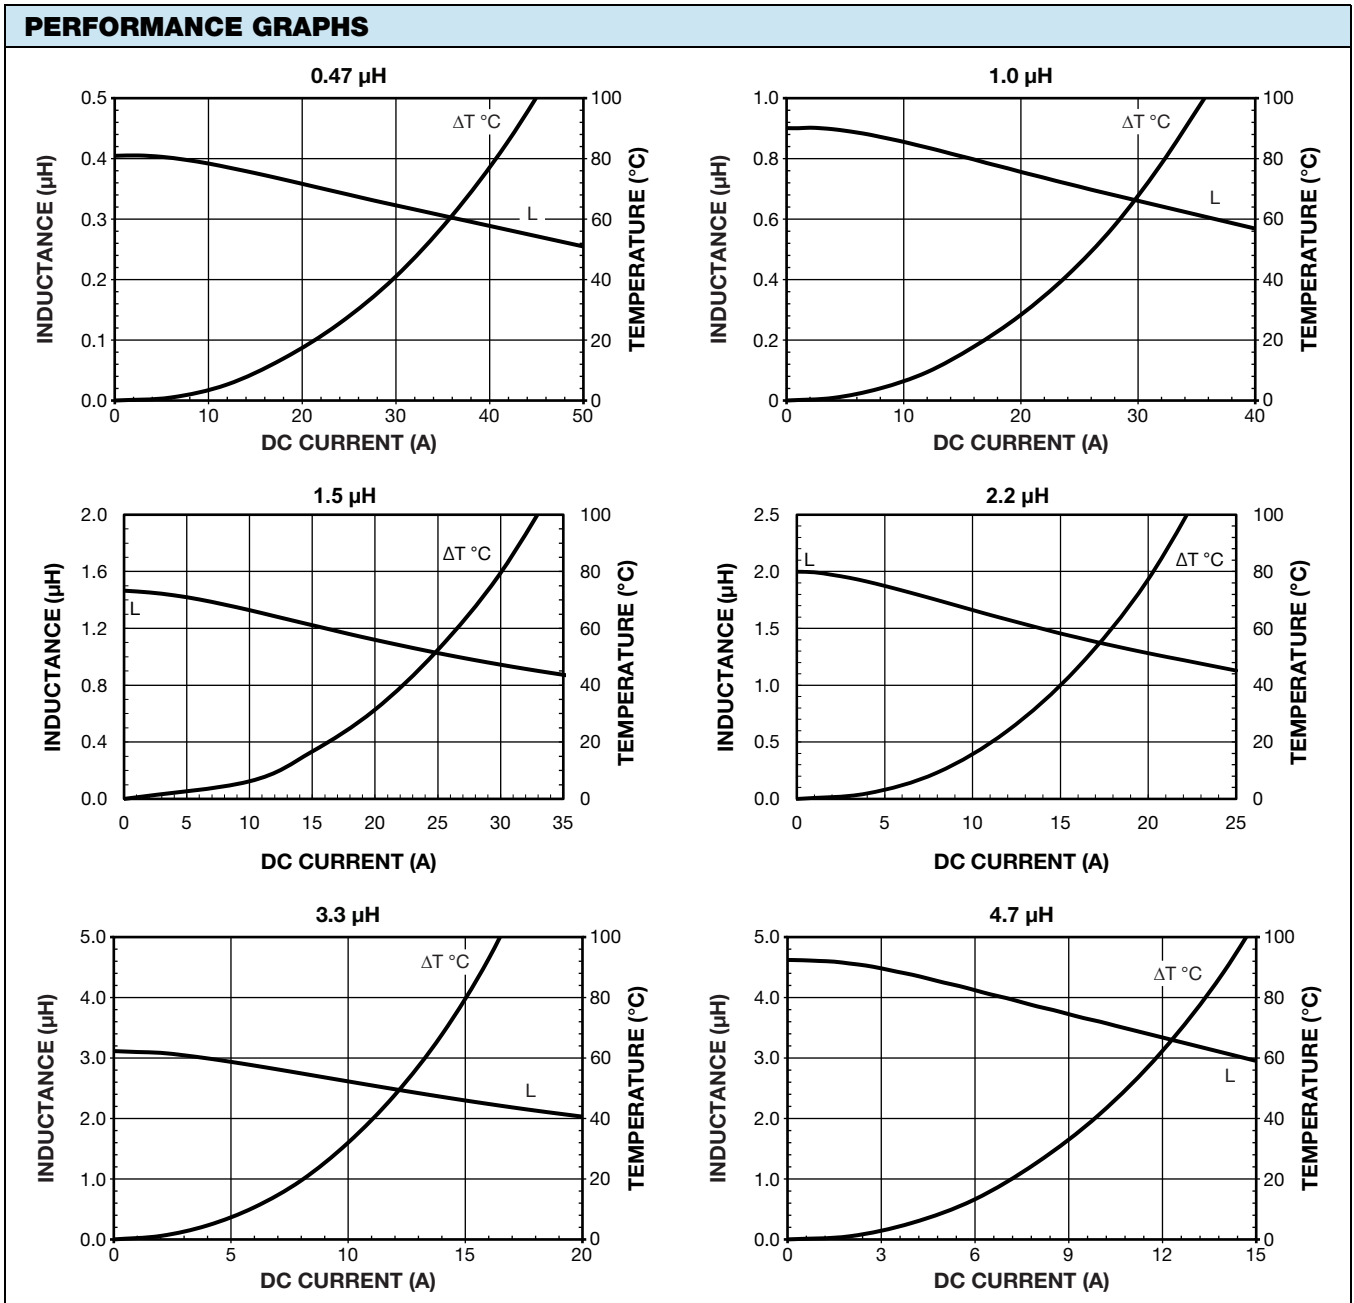 PERFORMANCE GRAPHS
0.47 µH
0.5
0.4
0.3
0.2
0.1
0.0
INDUCTANCE (µH)
0 10 20 30 40 50
DC CURRENT (A)
100
80
60
40
20
0
TEMPERATURE (°C)
ΔT °C
L
1.0 µH
1.0
0.8
0.6
0.4
0.2
0
INDUCTANCE (µH)
0 10 20 30 40
DC CURRENT (A)
100
80
60
40
20
0
TEMPERATURE (°C)
ΔT °C
L
1.5 µH
2.0
1.6
1.2
0.8
0.4
0.0
INDUCTANCE (µH)
0 5 10 15 20 25 30 35
DC CURRENT (A)
100
80
60
40
20
0
TEMPERATURE (°C)
ΔT °C
L
2.2 µH
2.5
2.0
1.5
1.0
0.5
0.0
INDUCTANCE (µH)
0 5 10 15 20 25
DC CURRENT (A)
100
80
60
40
20
0
TEMPERATURE (°C)
L
ΔT °C
3.3 µH
5.0
4.0
3.0
2.0
1.0
0.0
INDUCTANCE (µH)
0 5 10 15 20
DC CURRENT (A)
100
80
60
40
20
0
TEMPERATURE (°C)
ΔT °C
L
4.7 µH
5.0
4.0
3.0
2.0
1.0
0.0
INDUCTANCE (µH)
0 3 6 9 12 15
DC CURRENT (A)
100
80
60
40
20
0
TEMPERATURE (°C)
ΔT °C
L